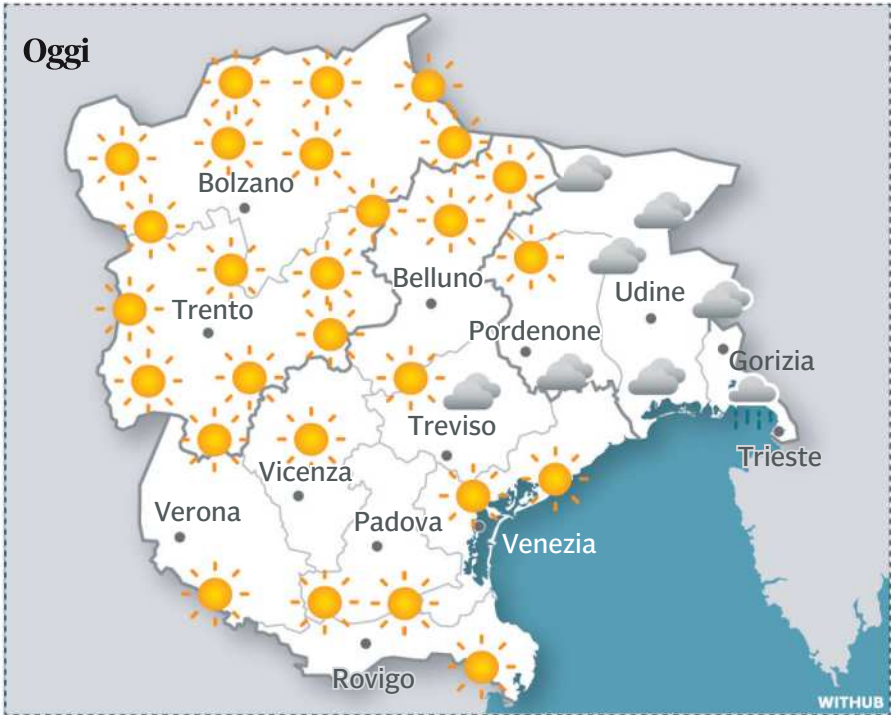 Oggi
Bolzano
Trento
Belluno
Udine
Pordenone
Gorizia
Treviso
Trieste
Vicenza
Verona
Padova
Venezia
Rovigo
WITHUB